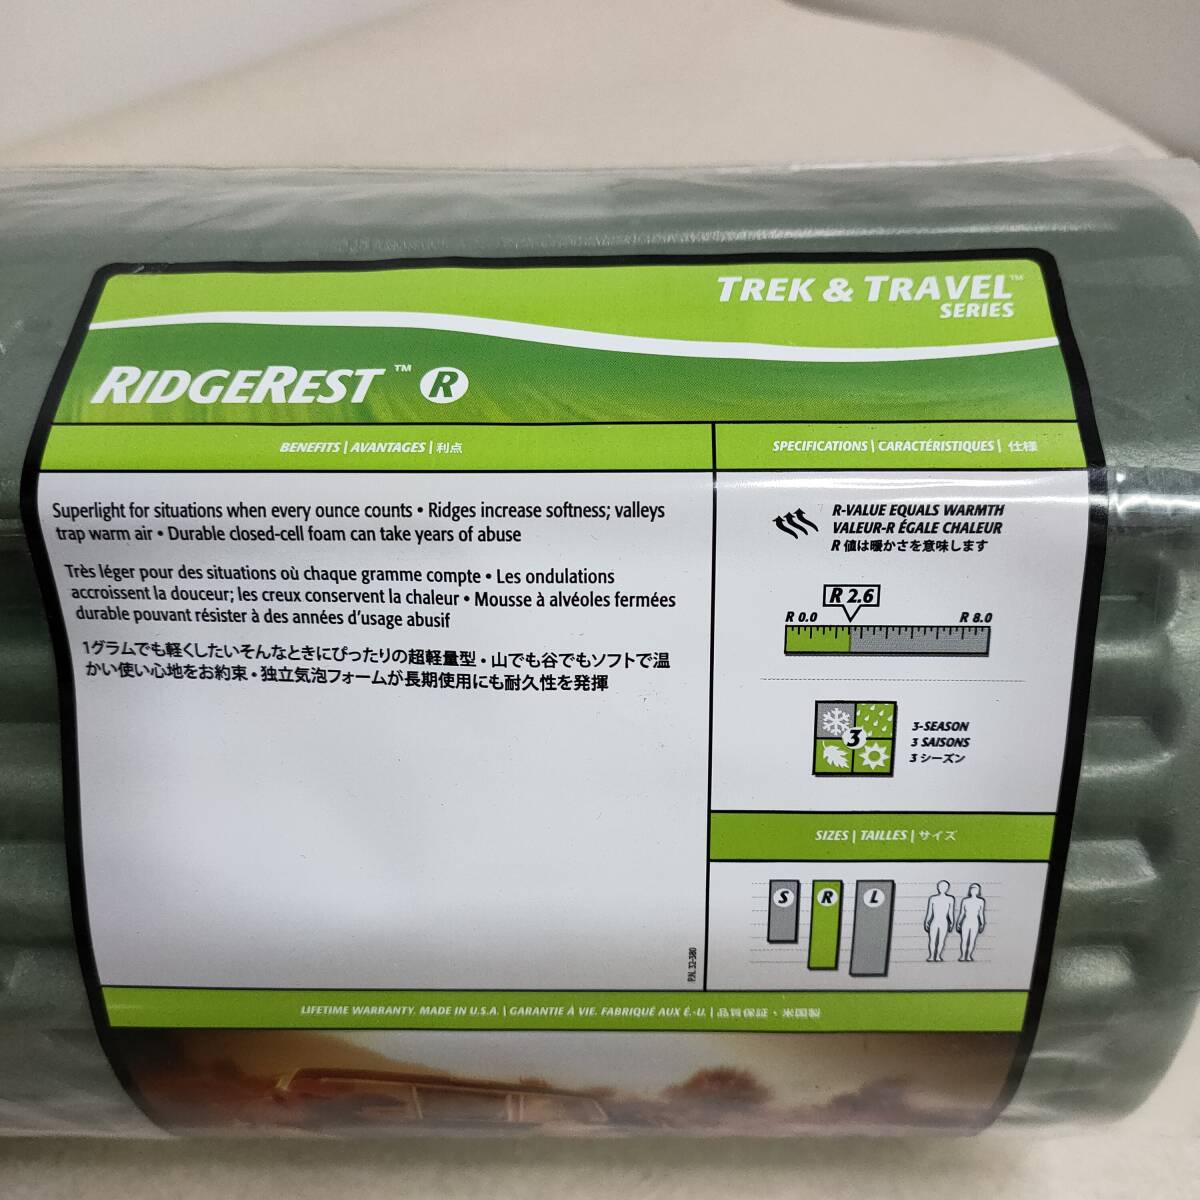 TREK & TRAVEL™
SERIES
RIDGEREST™ R
BENEFITS | AVANTAGES | 利点
Superlight for situations when every ounce counts • Ridges increase softness; valleys
trap warm air • Durable closed-cell foam can take years of abuse
Très léger pour des situations où chaque gramme compte • Les ondulations
accroissent la douceur; les creux conservent la chaleur • Mousse à alvéoles fermées
durable pouvant résister à des années d'usage abusif
1グラムでも軽くしたいそんなときにぴったりの超軽量型・山でも谷でもソフトで温
かい使い心地をお約束・独立気泡フォームが長期使用にも耐久性を発揮
P.N. 32-380
SPECIFICATIONS | CARACTÉRISTIQUES | 仕様
R-VALUE EQUALS WARMTH
VALEUR-R ÉGALE CHALEUR
R 値は暖かさを意味します
R 2.6
R 0.0 R 8.0
3
3-SEASON
3 SAISONS
3 シーズン
SIZES | TAILLES | サイズ
S R L
LIFETIME WARRANTY. MADE IN U.S.A. | GARANTIE À VIE. FABRIQUÉ AUX É.-U. | 品質保証・米国製